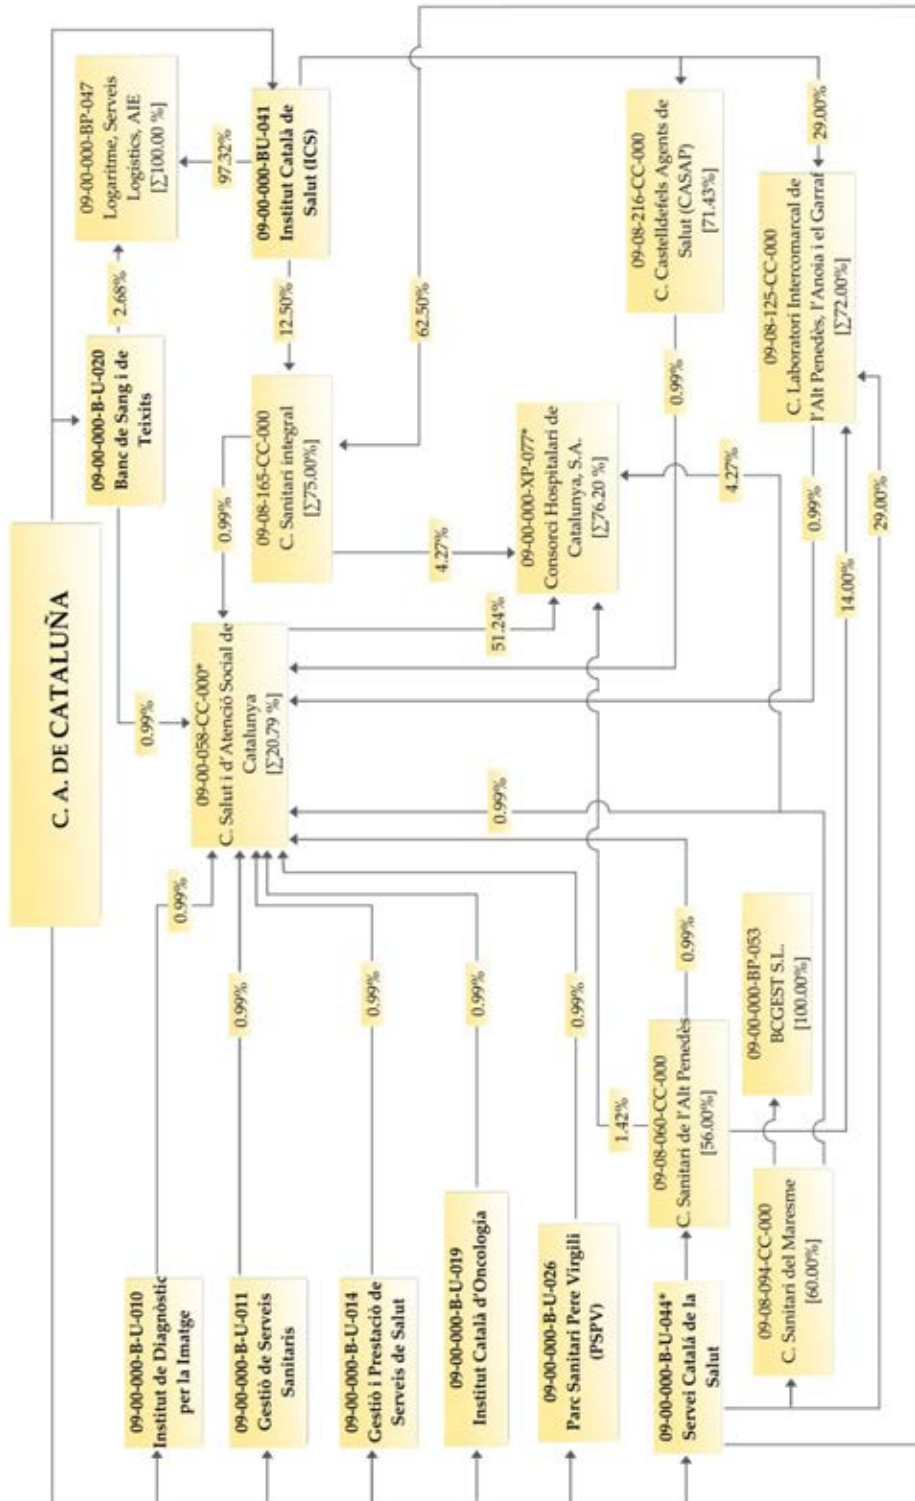 C. A. DE CATALUÑA
09-00-000-B-U-010
Institut de Diagnòstic
per la Imatge
0.99%
09-00-000-B-U-011
Gestió de Serveis
Sanitaris
0.99%
09-00-000-B-U-014
Gestió i Prestació de
Serveis de Salut
0.99%
09-00-000-B-U-019
Institut Català d'Oncologia
0.99%
09-00-000-B-U-026
Parc Sanitari Pere Virgili
(PSPV)
0.99%
09-00-000-B-U-044*
Servei Català de la
Salut
09-08-060-CC-000
C. Sanitari de l'Alt Penedès
[56.00%]
1.42%
0.99%
09-08-094-CC-000
C. Sanitari del Maresme
[60.00%]
09-00-000-BP-053
BCGEST S.L.
[100.00%]
0.99%
09-00-058-CC-000*
C. Salut i d'Atenció Social de
Catalunya
[∑20.79 %]
0.99%
09-00-000-B-U-020
Banc de Sang i de
Teixits
2.68%
09-00-000-BP-047
Logaritme, Serveis
Logístics, AIE
[∑100.00 %]
97.32%
09-00-000-BU-041
Institut Català de
Salut (ICS)
12.50%
09-08-165-CC-000
C. Sanitari integral
[∑75.00%]
0.99%
62.50%
4.27%
51.24%
09-00-000-XP-077*
Consorci Hospitalari de
Catalunya, S.A.
[∑76.20 %]
4.27%
09-08-216-CC-000
C. Castelldefels Agents de
Salut (CASAP)
[71.43%]
0.99%
29.00%
09-08-125-CC-000
C. Laboratori Intercomarcal de
l'Alt Penedès, l'Anoia i el Garraf
[∑72.00%]
0.99%
14.00%
29.00%